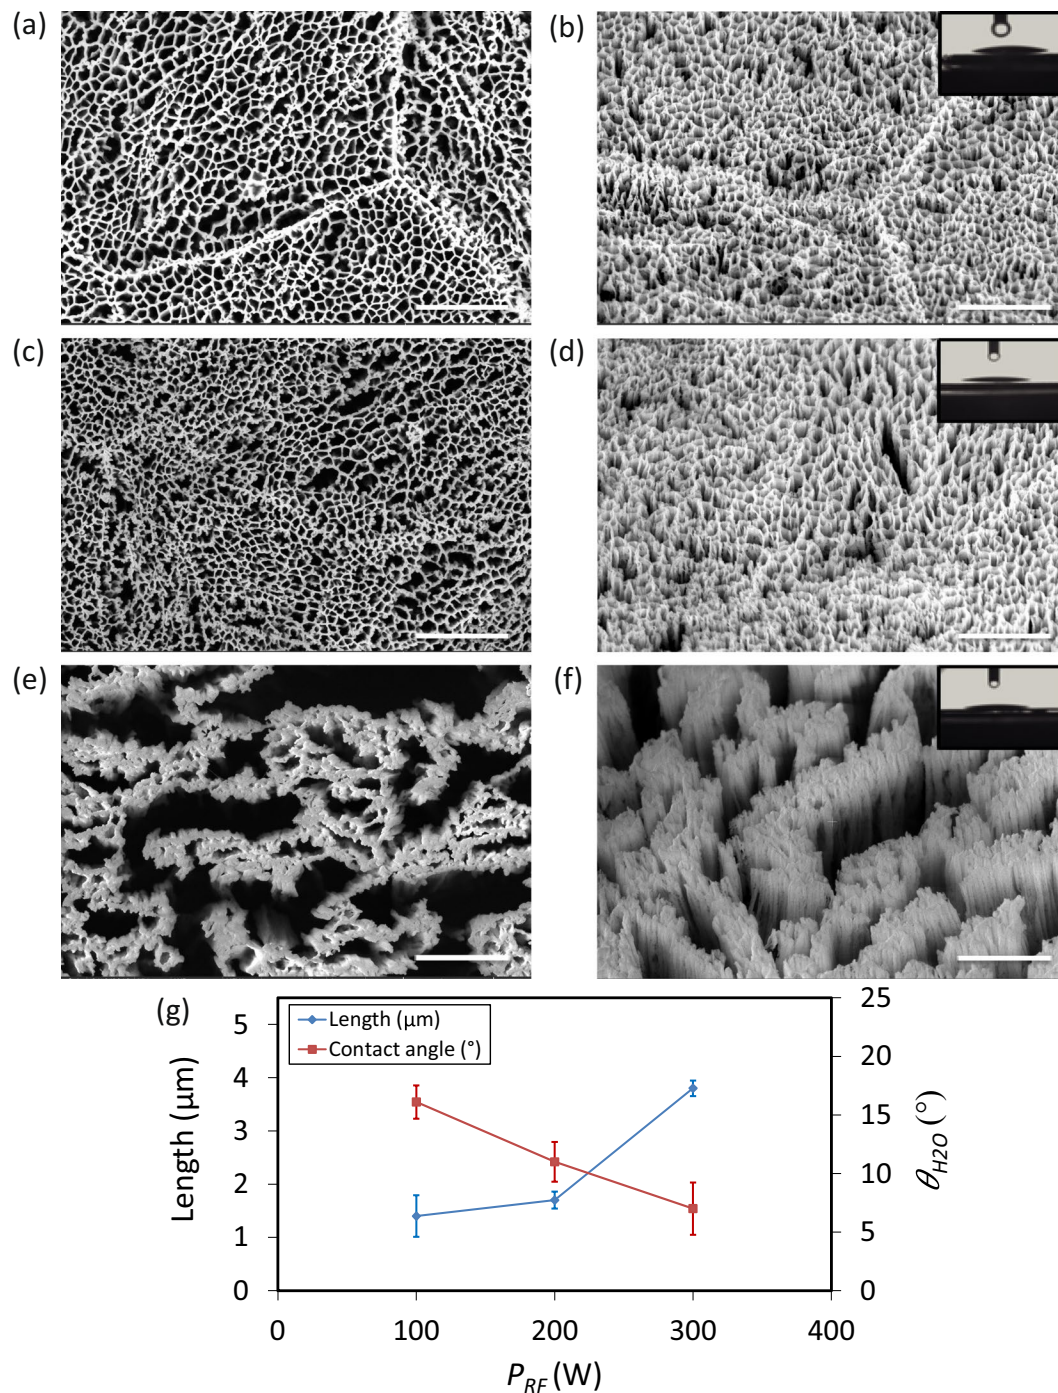 (a)
(b)
(c)
(d)
(e)
(f)
(g)
Length (µm)
Contact angle (°)
5
4
3
2
1
0
Length (µm)
25
20
15
10
5
0
θH2O (°)
0
100
200
300
400
PRF (W)